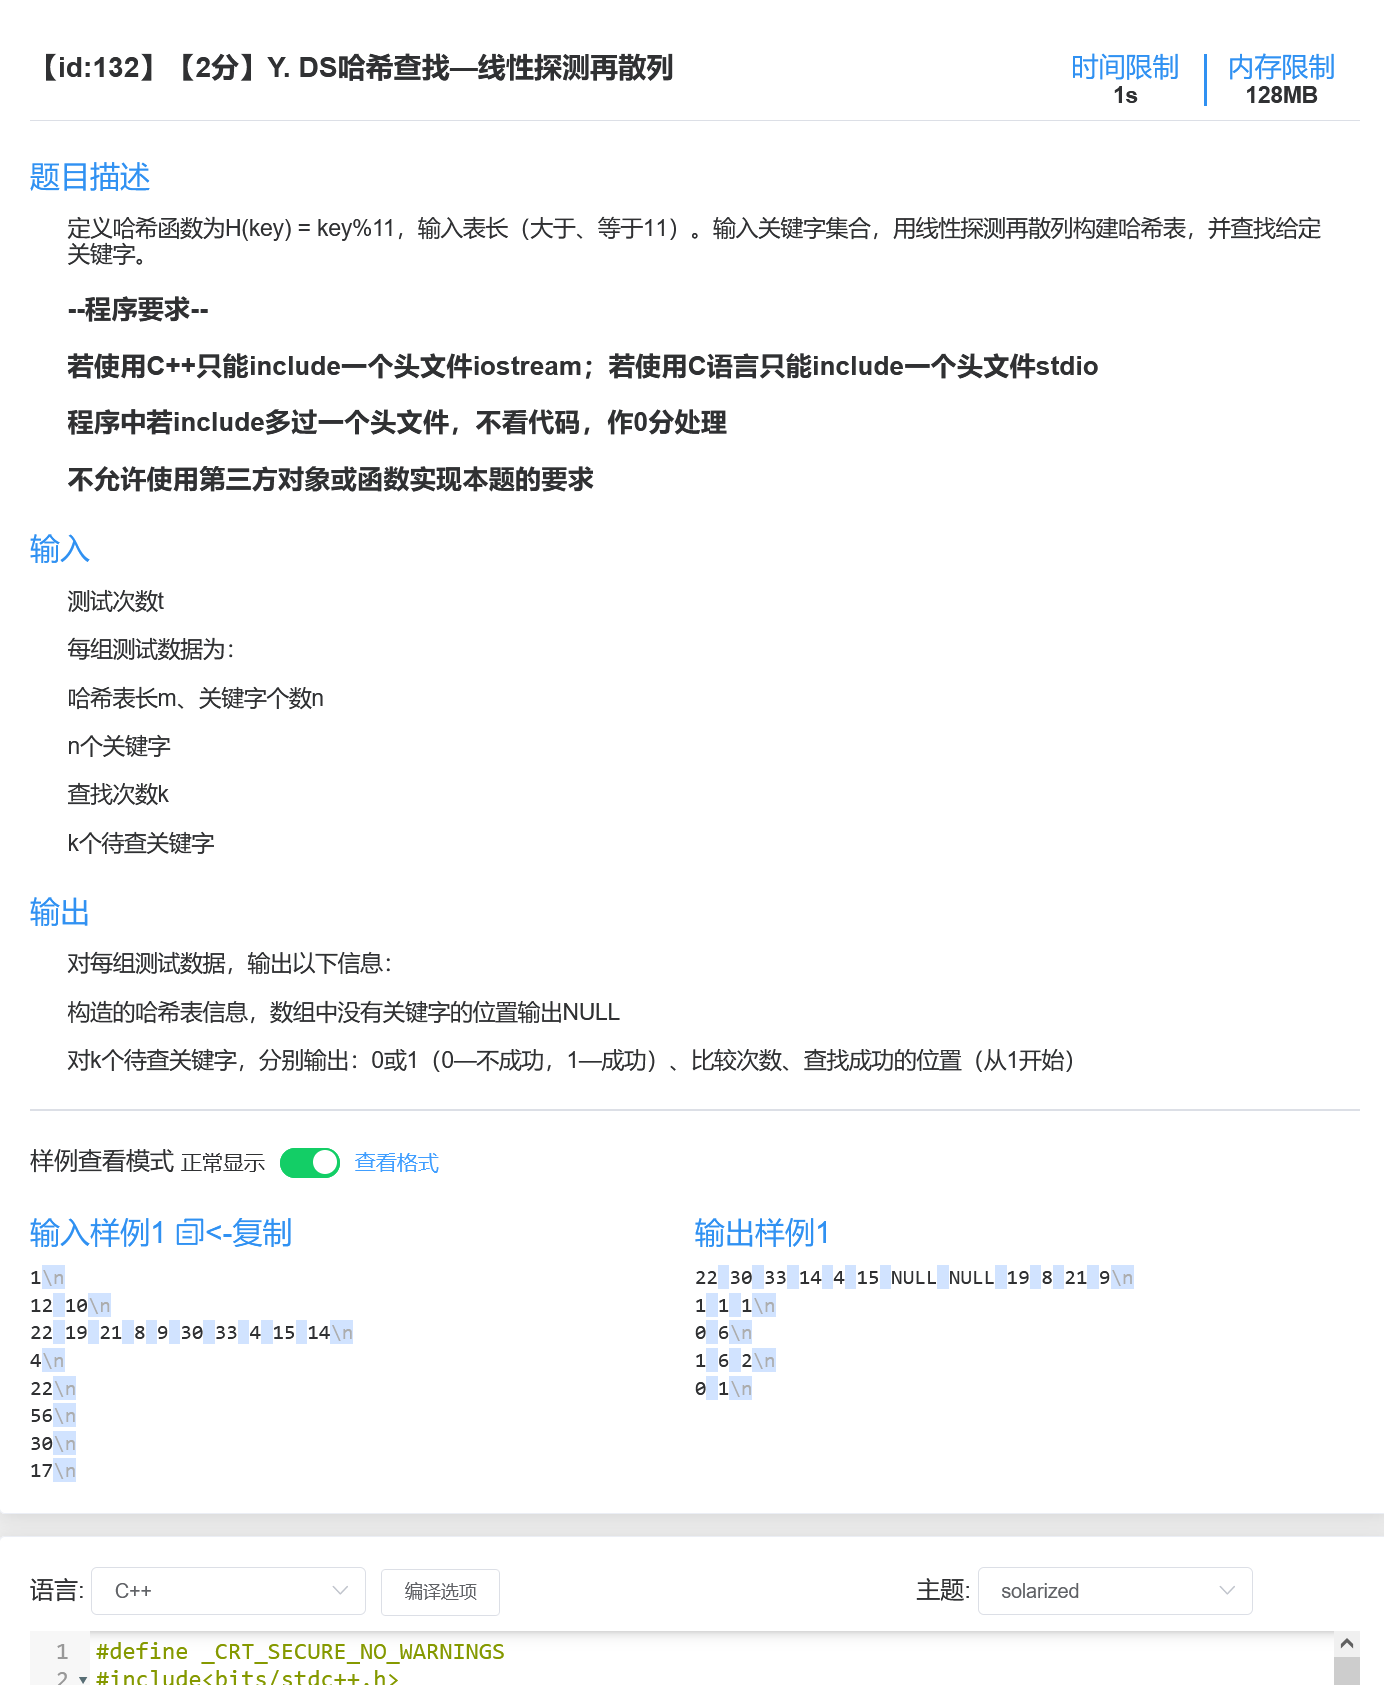 【id:132】【2分】Y. DS哈希查找—线性探测再散列
时间限制
1s
内存限制
128MB
题目描述
定义哈希函数为H(key) = key%11，输入表长（大于、等于11）。输入关键字集合，用线性探测再散列构建哈希表，并查找给定
关键字。
--程序要求--
若使用C++只能include一个头文件iostream；若使用C语言只能include一个头文件stdio
程序中若include多过一个头文件，不看代码，作0分处理
不允许使用第三方对象或函数实现本题的要求
输入
测试次数t
每组测试数据为：
哈希表长m、关键字个数n
n个关键字
查找次数k
k个待查关键字
输出
对每组测试数据，输出以下信息：
构造的哈希表信息，数组中没有关键字的位置输出NULL
对k个待查关键字，分别输出：0或1（0—不成功，1—成功）、比较次数、查找成功的位置（从1开始）
样例查看模式 正常显示 查看格式
输入样例1 <-复制
1\n
12 10\n
22 19 21 8 9 30 33 4 15 14\n
4\n
22\n
56\n
30\n
17\n
输出样例1
22 30 33 14 4 15 NULL NULL 19 8 21 9\n
1 1 1\n
0 6\n
1 6 2\n
0 1\n
语言: C++ 编译选项 主题: solarized
1 #define _CRT_SECURE_NO_WARNINGS
2 #include<bits/stdc++.h>